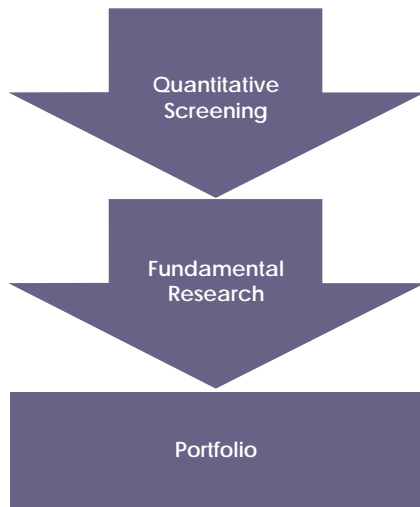 Quantitative
Screening
Fundamental
Research
Portfolio